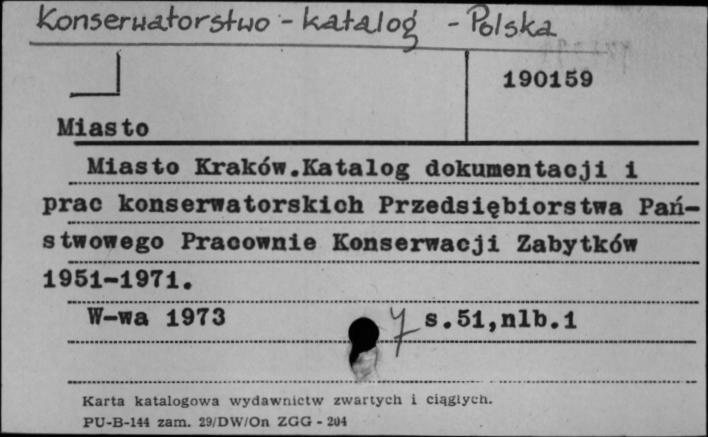 Konserwatorstwo - katalog - Polska
190159
Miasto
Miasto Kraków.Katalog dokumentacji i
prac konserwatorskich Przedsiębiorstwa Pań-
stwowego Pracownie Konserwacji Zabytków
1951-1971.
W-wa 1973 s.51,nlb.1
Karta katalogowa wydawnictw zwartych i ciągłych.
PU-B-144 zam. 29/DW/On ZGG - 204